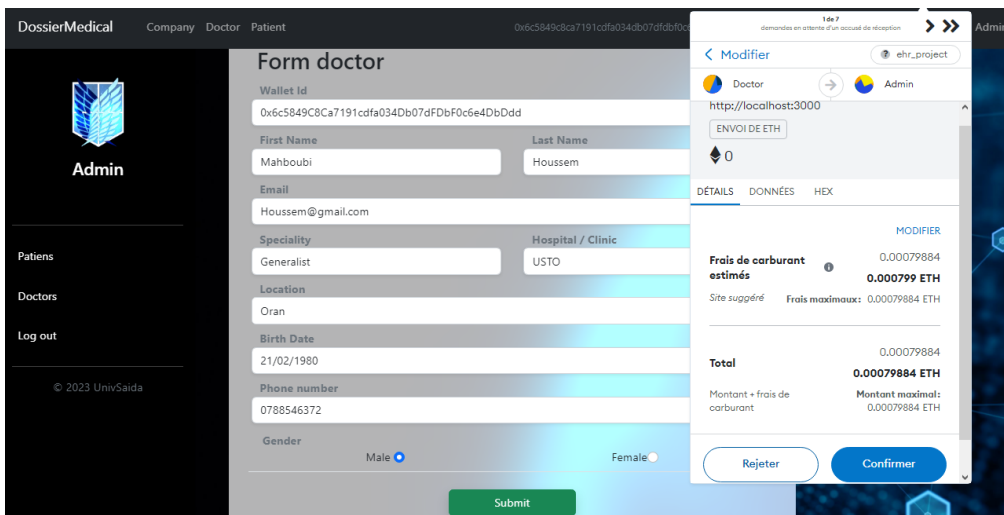 DossierMedical Company Doctor Patient
Admin
Patiens
Doctors
Log out
© 2023 UnivSaida
Form doctor
Wallet Id
0x6c5849C8Ca7191cdfa034Db07dFDbF0c6e4DbDdd
First Name Last Name
Mahboubi Houssem
Email
Houssem@gmail.com
Speciality Hospital / Clinic
Generalist USTO
Location
Oran
Birth Date
21/02/1980
Phone number
0788546372
Gender
Male Female
Submit
1 de 7
demandes en attente d'un accusé de réception
Modifier ehr_project
Doctor Admin
http://localhost:3000
ENVOI DE ETH
0
DÉTAILS DONNÉES HEX
MODIFIER
Frais de carburant estimés
0.00079884
0.000799 ETH
Site suggéré Frais maximaux: 0.00079884 ETH
Total
0.00079884
0.00079884 ETH
Montant + frais de carburant
Montant maximal:
0.00079884 ETH
Rejeter Confirmer